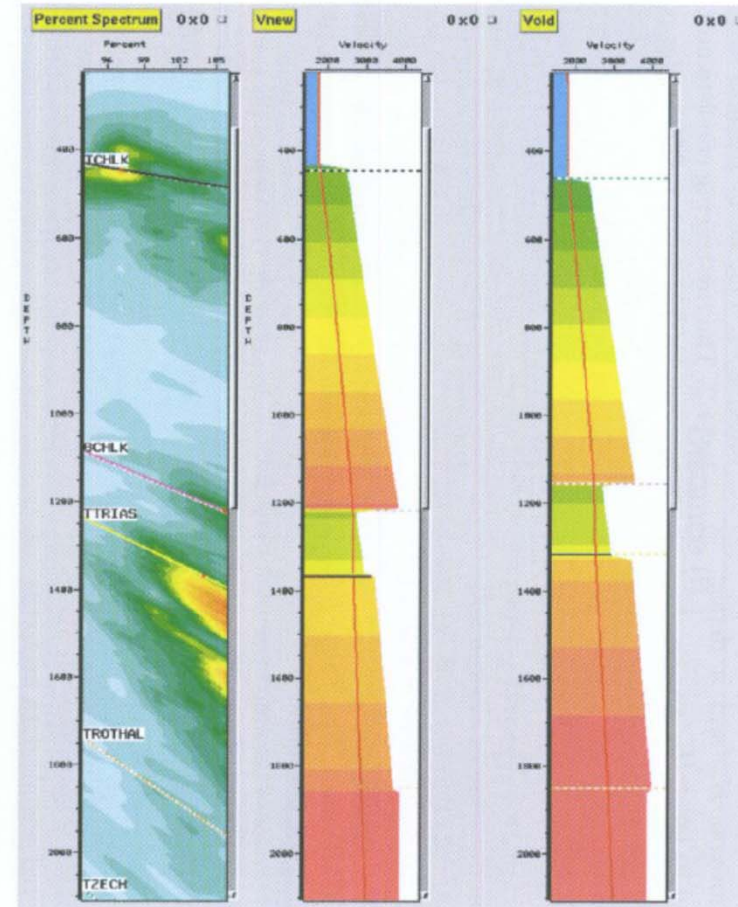 Percent Spectrum 0x0
Percent
96 99 102 105
DEPTH
400
600
800
1000
1200
1400
1600
1800
2000
TCHLK
BCHLK
TTRIAS
TROTHAL
TZECH
Vnew 0x0
Velocity
2000 3000 4000
DEPTH
400
600
800
1000
1200
1400
1600
1800
2000
Vold 0x0
Velocity
2000 3000 4000
400
600
800
1000
1200
1400
1600
1800
2000